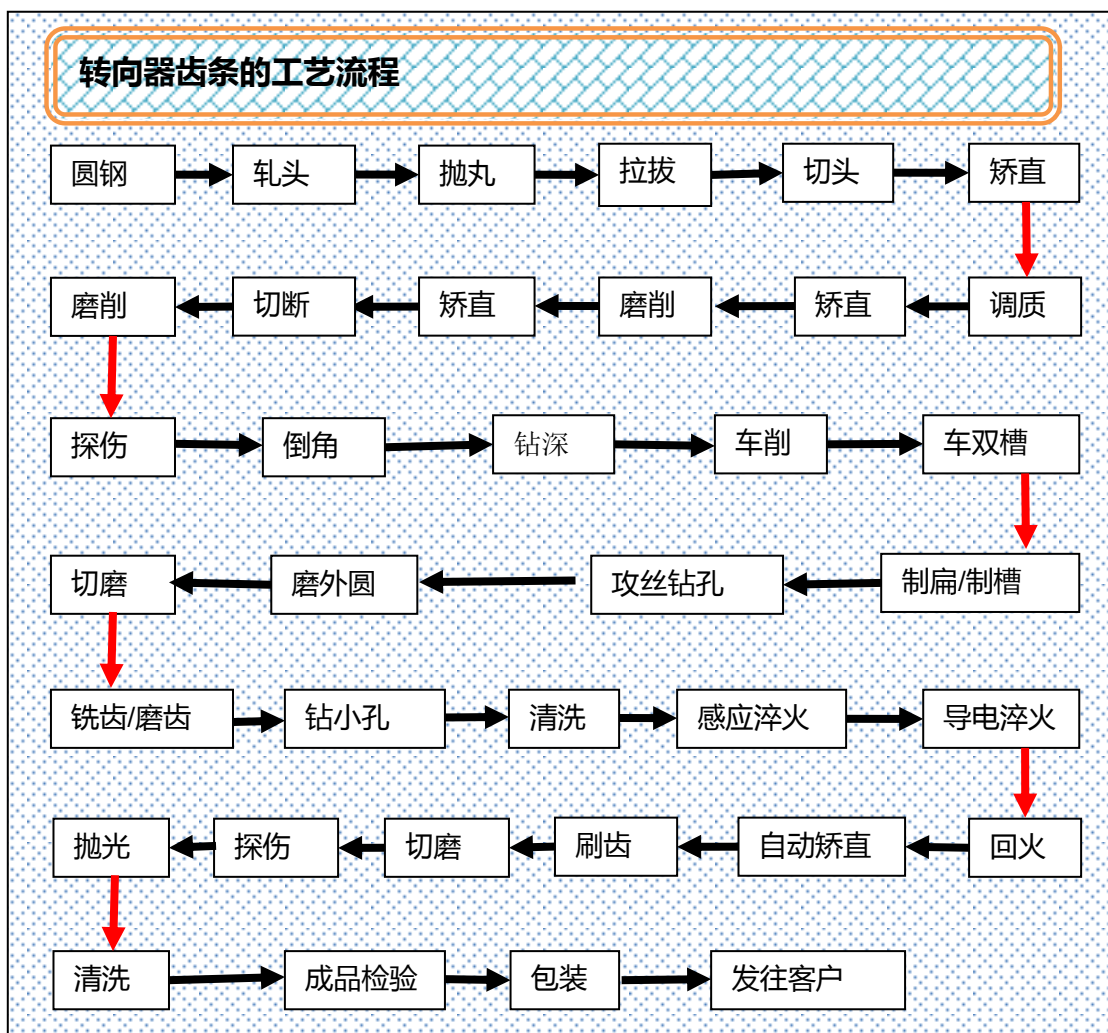 转向器齿条的工艺流程
圆钢 轧头 抛丸 拉拔 切头 矫直
磨削 切断 矫直 磨削 矫直 调质
探伤 倒角 钻深 车削 车双槽
切磨 磨外圆 攻丝钻孔 制扁/制槽
铣齿/磨齿 钻小孔 清洗 感应淬火 导电淬火
抛光 探伤 切磨 刷齿 自动矫直 回火
清洗 成品检验 包装 发往客户